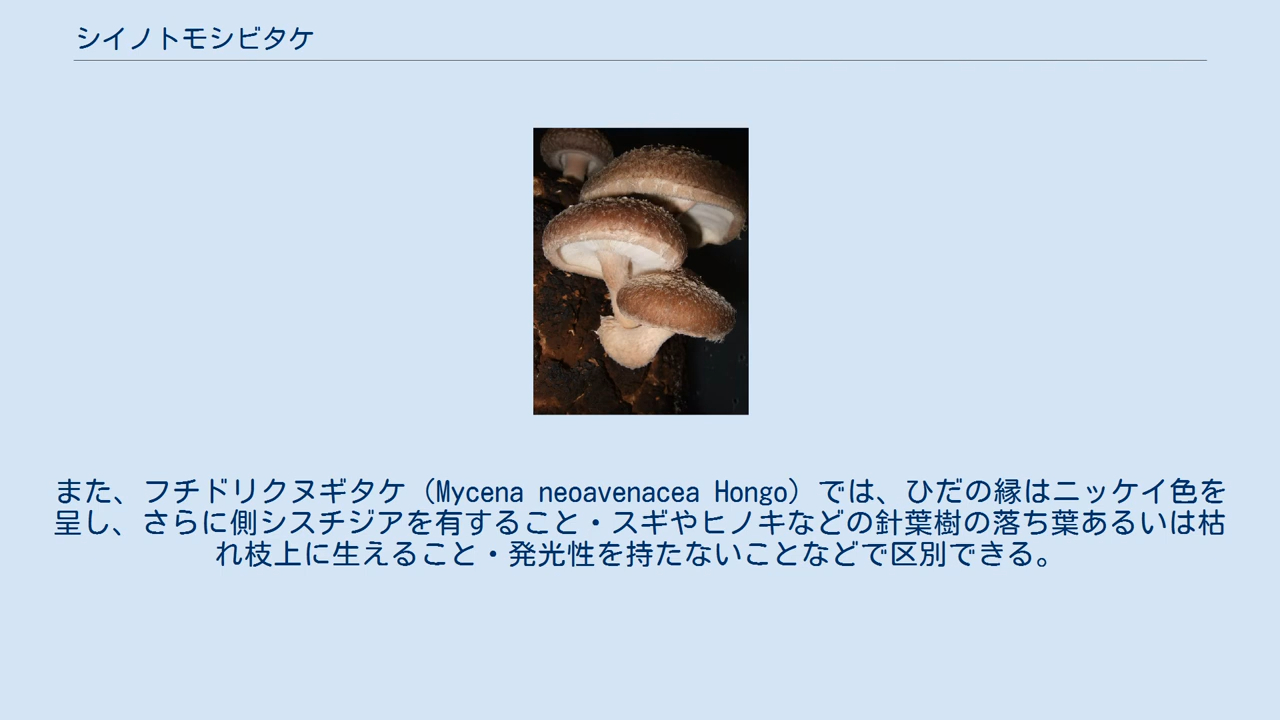 シイノトモシビタケ
また、フチドリクヌギタケ（Mycena neoavenacea Hongo）では、ひだの縁はニッケイ色を
呈し、さらに側シスチジアを有すること・スギやヒノキなどの針葉樹の落ち葉あるいは枯
れ枝上に生えること・発光性を持たないことなどで区別できる。